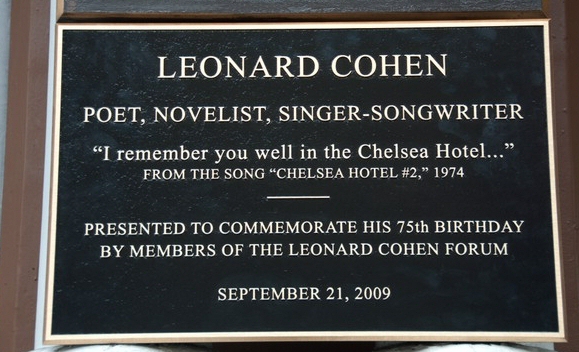 LEONARD COHEN
POET, NOVELIST, SINGER-SONGWRITER
“I remember you well in the Chelsea Hotel...”
FROM THE SONG “CHELSEA HOTEL #2,” 1974
PRESENTED TO COMMEMORATE HIS 75th BIRTHDAY
BY MEMBERS OF THE LEONARD COHEN FORUM
SEPTEMBER 21, 2009